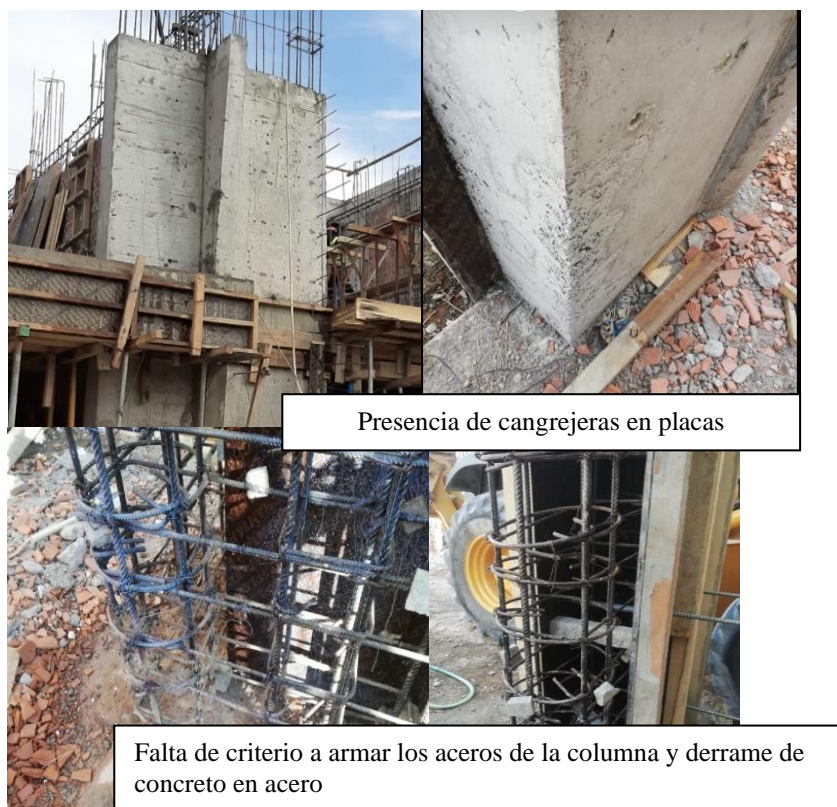 Presencia de cangrejeras en placas
Falta de criterio a armar los aceros de la columna y derrame de
concreto en acero